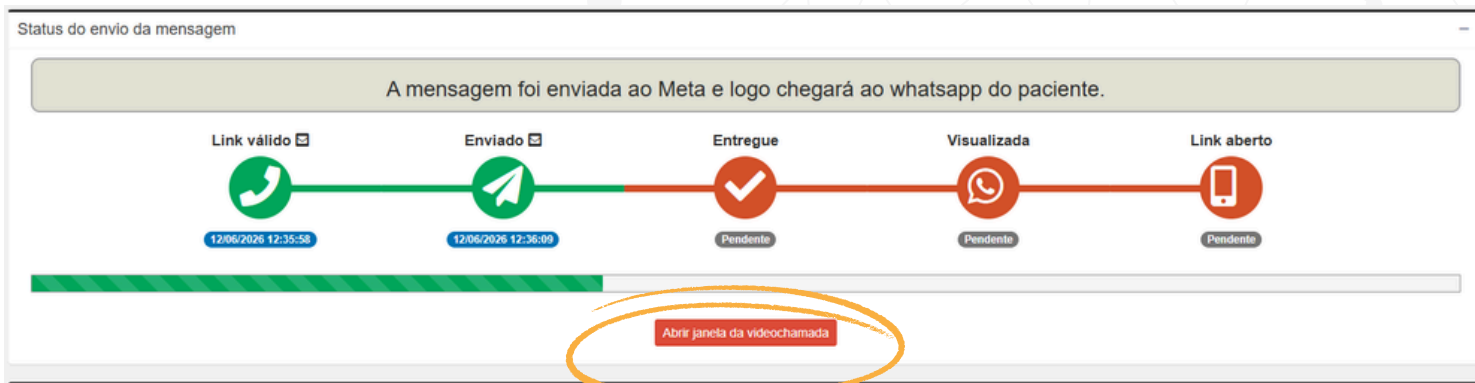 Status do envio da mensagem
A mensagem foi enviada ao Meta e logo chegará ao whatsapp do paciente.
Link válido Enviado Entregue Visualizada Link aberto
12/06/2026 12:35:58 12/06/2026 12:36:09 Pendente Pendente Pendente
Abrir janela da videochamada